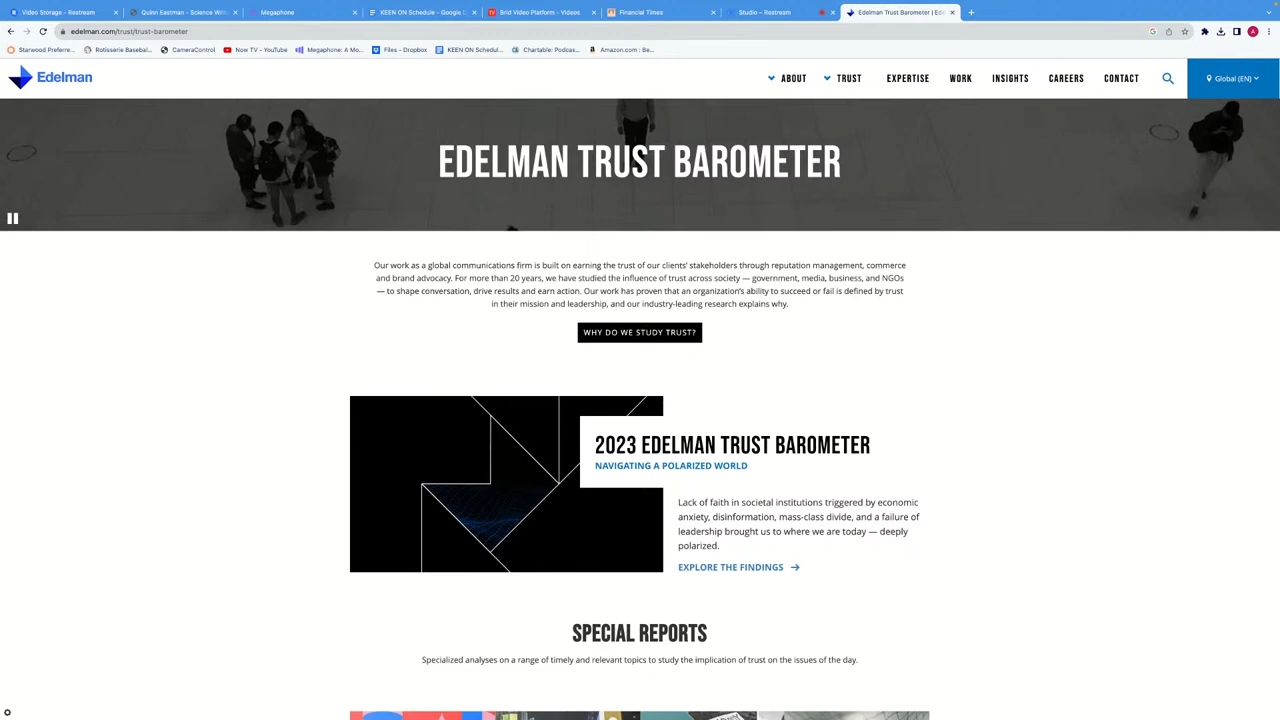 Video Storage - Restream
Quinn Eastman - Science Writ
Megaphone
KEEN ON Schedule - Google D
Brid Video Platform - Videos
Financial Times
Studio – Restream
Edelman Trust Barometer | Ed
edelman.com/trust/trust-barometer
Starwood Preferre...
Rotisserie Basebal...
CameraControl
Now TV - YouTube
Megaphone: A Mo...
Files - Dropbox
KEEN ON Schedul...
Chartable: Podcas...
Amazon.com : Be...
Edelman
ABOUT
TRUST
EXPERTISE
WORK
INSIGHTS
CAREERS
CONTACT
Global (EN)
EDELMAN TRUST BAROMETER
Our work as a global communications firm is built on earning the trust of our clients’ stakeholders through reputation management, commerce
and brand advocacy. For more than 20 years, we have studied the influence of trust across society — government, media, business, and NGOs
— to shape conversation, drive results and earn action. Our work has proven that an organization’s ability to succeed or fail is defined by trust
in their mission and leadership, and our industry-leading research explains why.
WHY DO WE STUDY TRUST?
2023 EDELMAN TRUST BAROMETER
NAVIGATING A POLARIZED WORLD
Lack of faith in societal institutions triggered by economic
anxiety, disinformation, mass-class divide, and a failure of
leadership brought us to where we are today — deeply
polarized.
EXPLORE THE FINDINGS
SPECIAL REPORTS
Specialized analyses on a range of timely and relevant topics to study the implication of trust on the issues of the day.